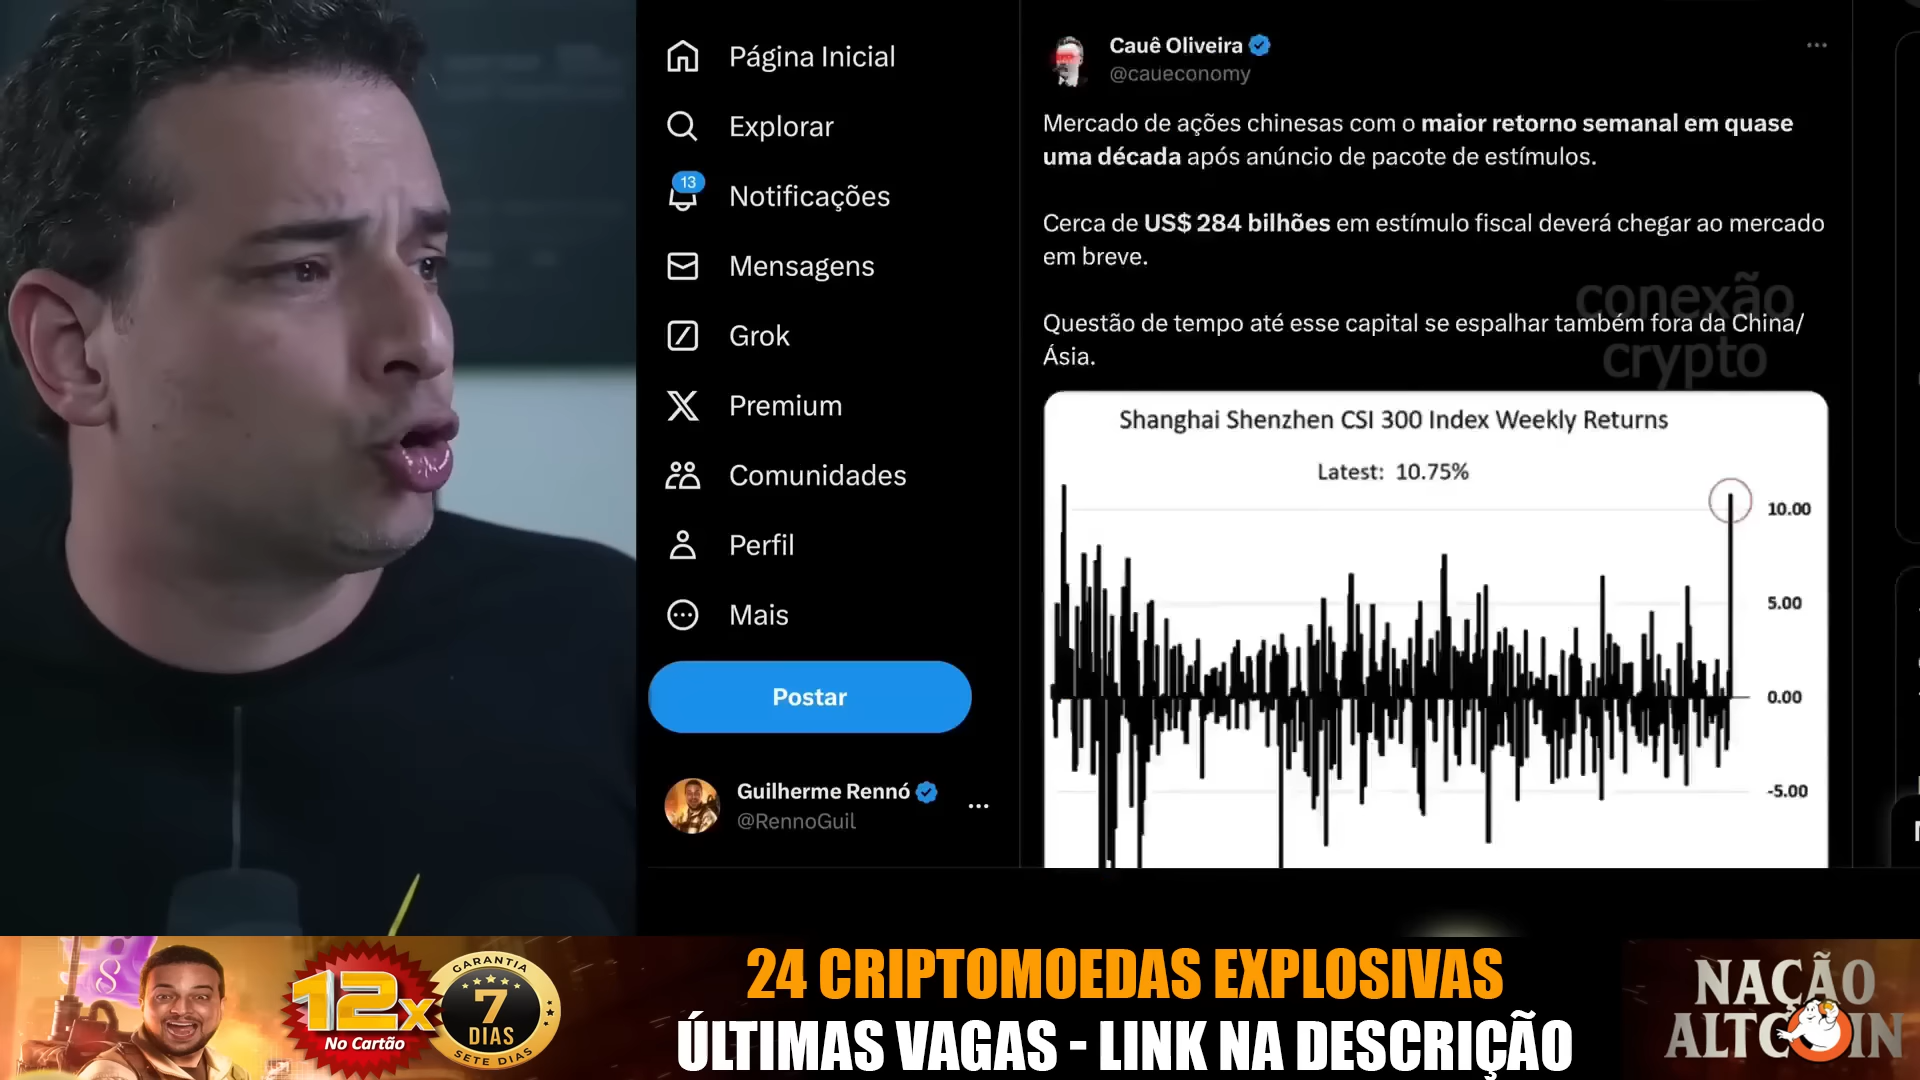 Página Inicial
Explorar
13
Notificações
Mensagens
Grok
Premium
Comunidades
Perfil
Mais
Postar
Guilherme Rennó
@RennoGuil
Cauê Oliveira
@caueconomy
Mercado de ações chinesas com o maior retorno semanal em quase
uma década após anúncio de pacote de estímulos.
Cerca de US$ 284 bilhões em estímulo fiscal deverá chegar ao mercado
em breve.
Questão de tempo até esse capital se espalhar também fora da China/
Ásia.
conexão
crypto
Shanghai Shenzhen CSI 300 Index Weekly Returns
Latest: 10.75%
10.00
5.00
0.00
-5.00
12x
No Cartão
GARANTIA
7
DIAS
SETE DIAS
24 CRIPTOMOEDAS EXPLOSIVAS
ÚLTIMAS VAGAS - LINK NA DESCRIÇÃO
NAÇÃO
ALTCOIN